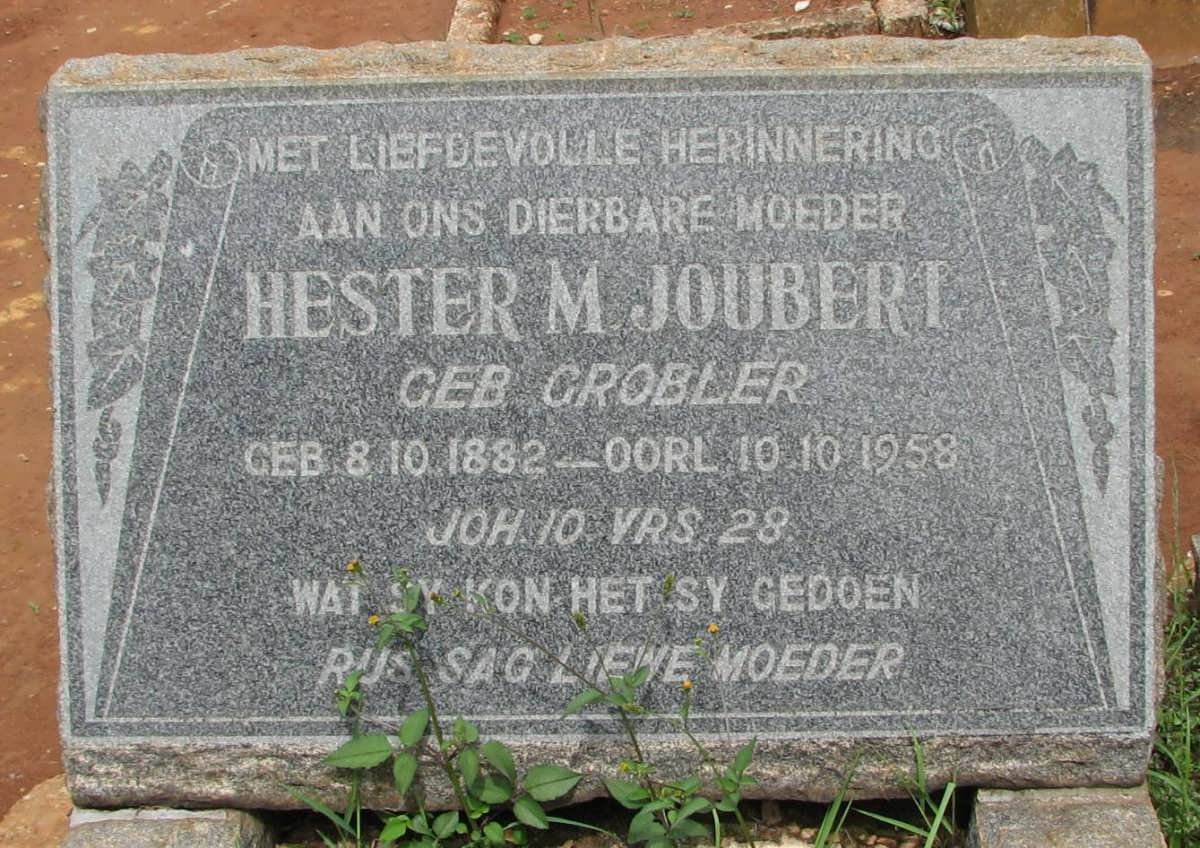 MET LIEFDEVOLLE HERINNERING
AAN ONS DIERBARE MOEDER
HESTER M JOUBERT
GEB GROBLER
GEB 8.10.1882 — OORL 10.10.1958
JOH.10 VRS. 28.
WAT SY KON HET SY GEDOEN
RUS SAG LIEWE MOEDER